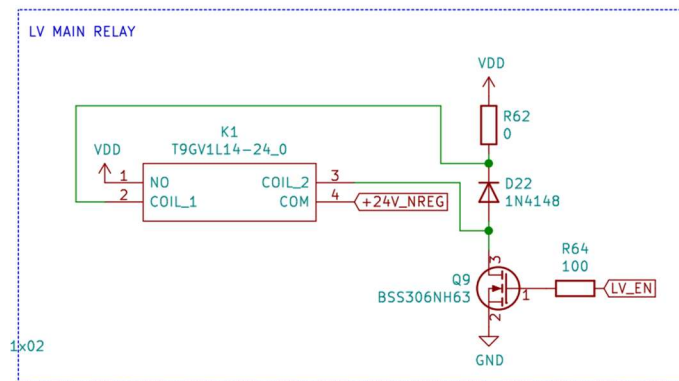 LV MAIN RELAY
VDD
R62
0
K1
T9GV1L14-24_0
VDD
1 NO COIL_2 3
2 COIL_1 COM 4 +24V_NREG
D22
1N4148
R64
100
Q9
BSS306NH63
3
1
2
LV_EN
GND
1x02